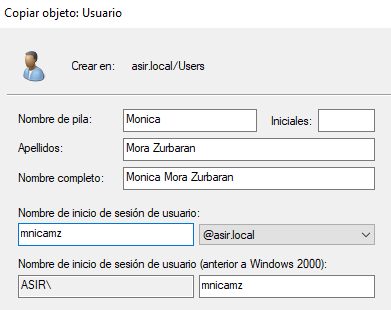 Copiar objeto: Usuario
Crear en: asir.local/Users
Nombre de pila: Monica Iniciales:
Apellidos: Mora Zurbaran
Nombre completo: Monica Mora Zurbaran
Nombre de inicio de sesión de usuario:
mnicamz @asir.local
Nombre de inicio de sesión de usuario (anterior a Windows 2000):
ASIR\ mnicamz